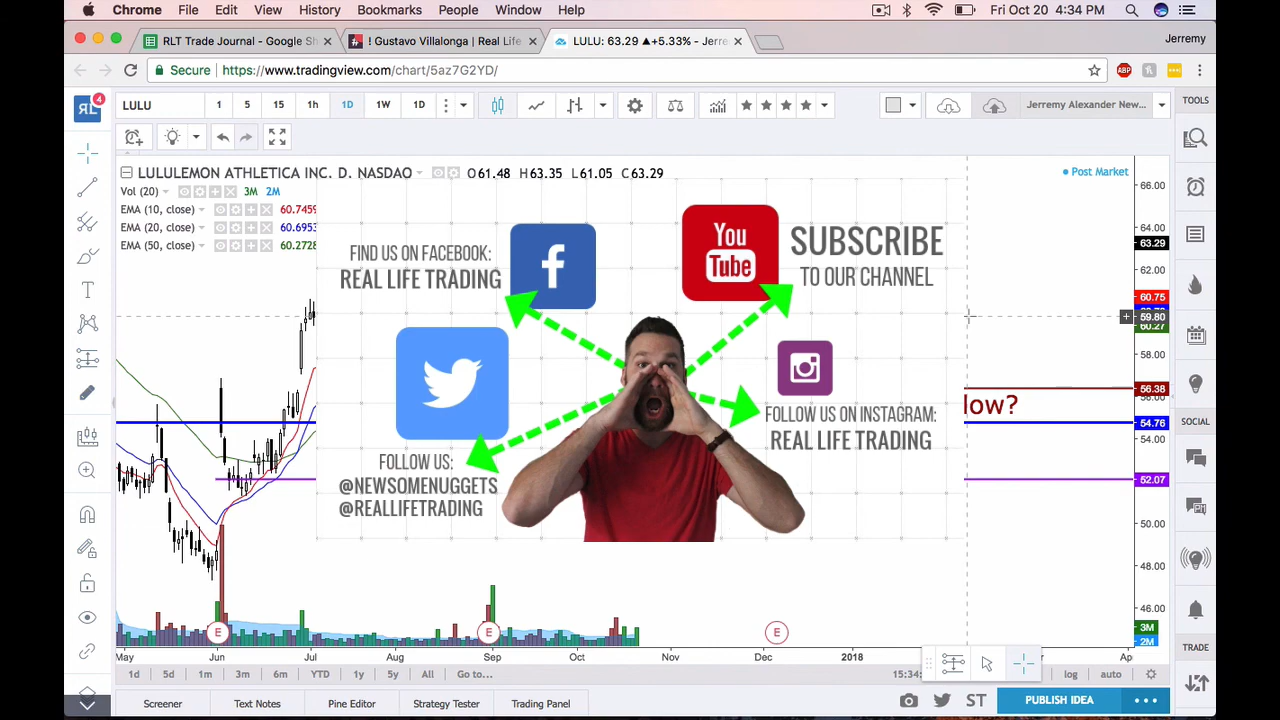 Chrome File Edit View History Bookmarks People Window Help Fri Oct 20 4:34 PM
RLT Trade Journal - Google Sh
! Gustavo Villalonga | Real Life
LULU: 63.29 ▲+5.33% - Jerre
Jerremy
Secure | https://www.tradingview.com/chart/5az7G2YD/
ABP
RL 4
LULU 1 5 15 1h 1D 1W 1D
Jerremy Alexander New...
TOOLS
LULULEMON ATHLETICA INC. D. NASDAQ O61.48 H63.35 L61.05 C63.29
Post Market
Vol (20) 3M 2M
EMA (10, close) 60.7459
EMA (20, close) 60.6953
EMA (50, close) 60.2728
66.00
64.00
63.29
62.00
60.75
59.80
60.27
58.00
56.38
56.00
54.76
54.00
52.07
50.00
48.00
46.00
3M
2M
FIND US ON FACEBOOK:
REAL LIFE TRADING
f
You
Tube
SUBSCRIBE
TO OUR CHANNEL
FOLLOW US ON INSTAGRAM:
REAL LIFE TRADING
FOLLOW US:
@NEWSOMENUGGETS
@REALLIFETRADING
low?
SOCIAL
E E E
May Jun Jul Aug Sep Oct Nov Dec 2018 Ap
TRADE
1d 5d 1m 3m 6m YTD 1y 5y All Go to...
15:34: log auto
Screener Text Notes Pine Editor Strategy Tester Trading Panel
ST PUBLISH IDEA